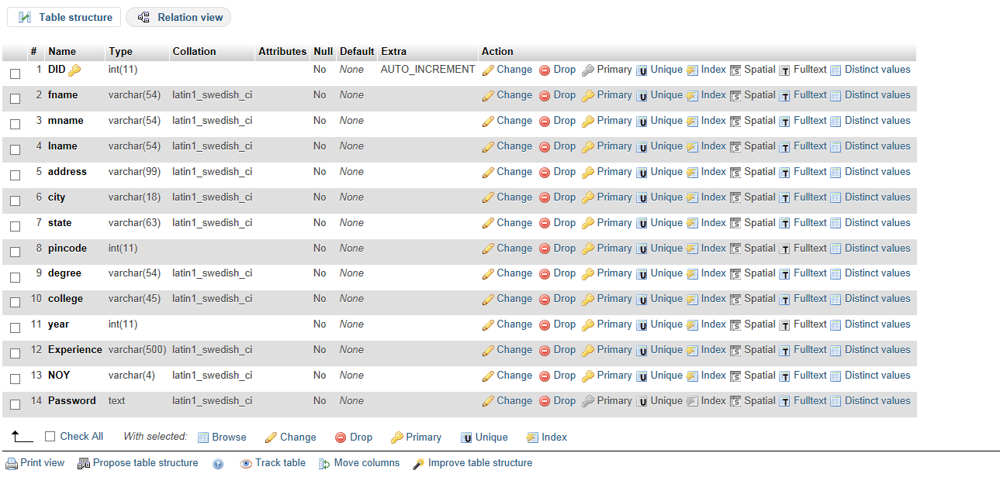 Table structure Relation view
# Name Type Collation Attributes Null Default Extra Action
1 DID int(11) No None AUTO_INCREMENT Change Drop Primary Unique Index Spatial Fulltext Distinct values
2 fname varchar(54) latin1_swedish_ci No None Change Drop Primary Unique Index Spatial Fulltext Distinct values
3 mname varchar(54) latin1_swedish_ci No None Change Drop Primary Unique Index Spatial Fulltext Distinct values
4 lname varchar(54) latin1_swedish_ci No None Change Drop Primary Unique Index Spatial Fulltext Distinct values
5 address varchar(99) latin1_swedish_ci No None Change Drop Primary Unique Index Spatial Fulltext Distinct values
6 city varchar(18) latin1_swedish_ci No None Change Drop Primary Unique Index Spatial Fulltext Distinct values
7 state varchar(63) latin1_swedish_ci No None Change Drop Primary Unique Index Spatial Fulltext Distinct values
8 pincode int(11) No None Change Drop Primary Unique Index Spatial Fulltext Distinct values
9 degree varchar(54) latin1_swedish_ci No None Change Drop Primary Unique Index Spatial Fulltext Distinct values
10 college varchar(45) latin1_swedish_ci No None Change Drop Primary Unique Index Spatial Fulltext Distinct values
11 year int(11) No None Change Drop Primary Unique Index Spatial Fulltext Distinct values
12 Experience varchar(500) latin1_swedish_ci No None Change Drop Primary Unique Index Spatial Fulltext Distinct values
13 NOY varchar(4) latin1_swedish_ci No None Change Drop Primary Unique Index Spatial Fulltext Distinct values
14 Password text latin1_swedish_ci No None Change Drop Primary Unique Index Spatial Fulltext Distinct values
Check All With selected: Browse Change Drop Primary Unique Index
Print view Propose table structure Track table Move columns Improve table structure